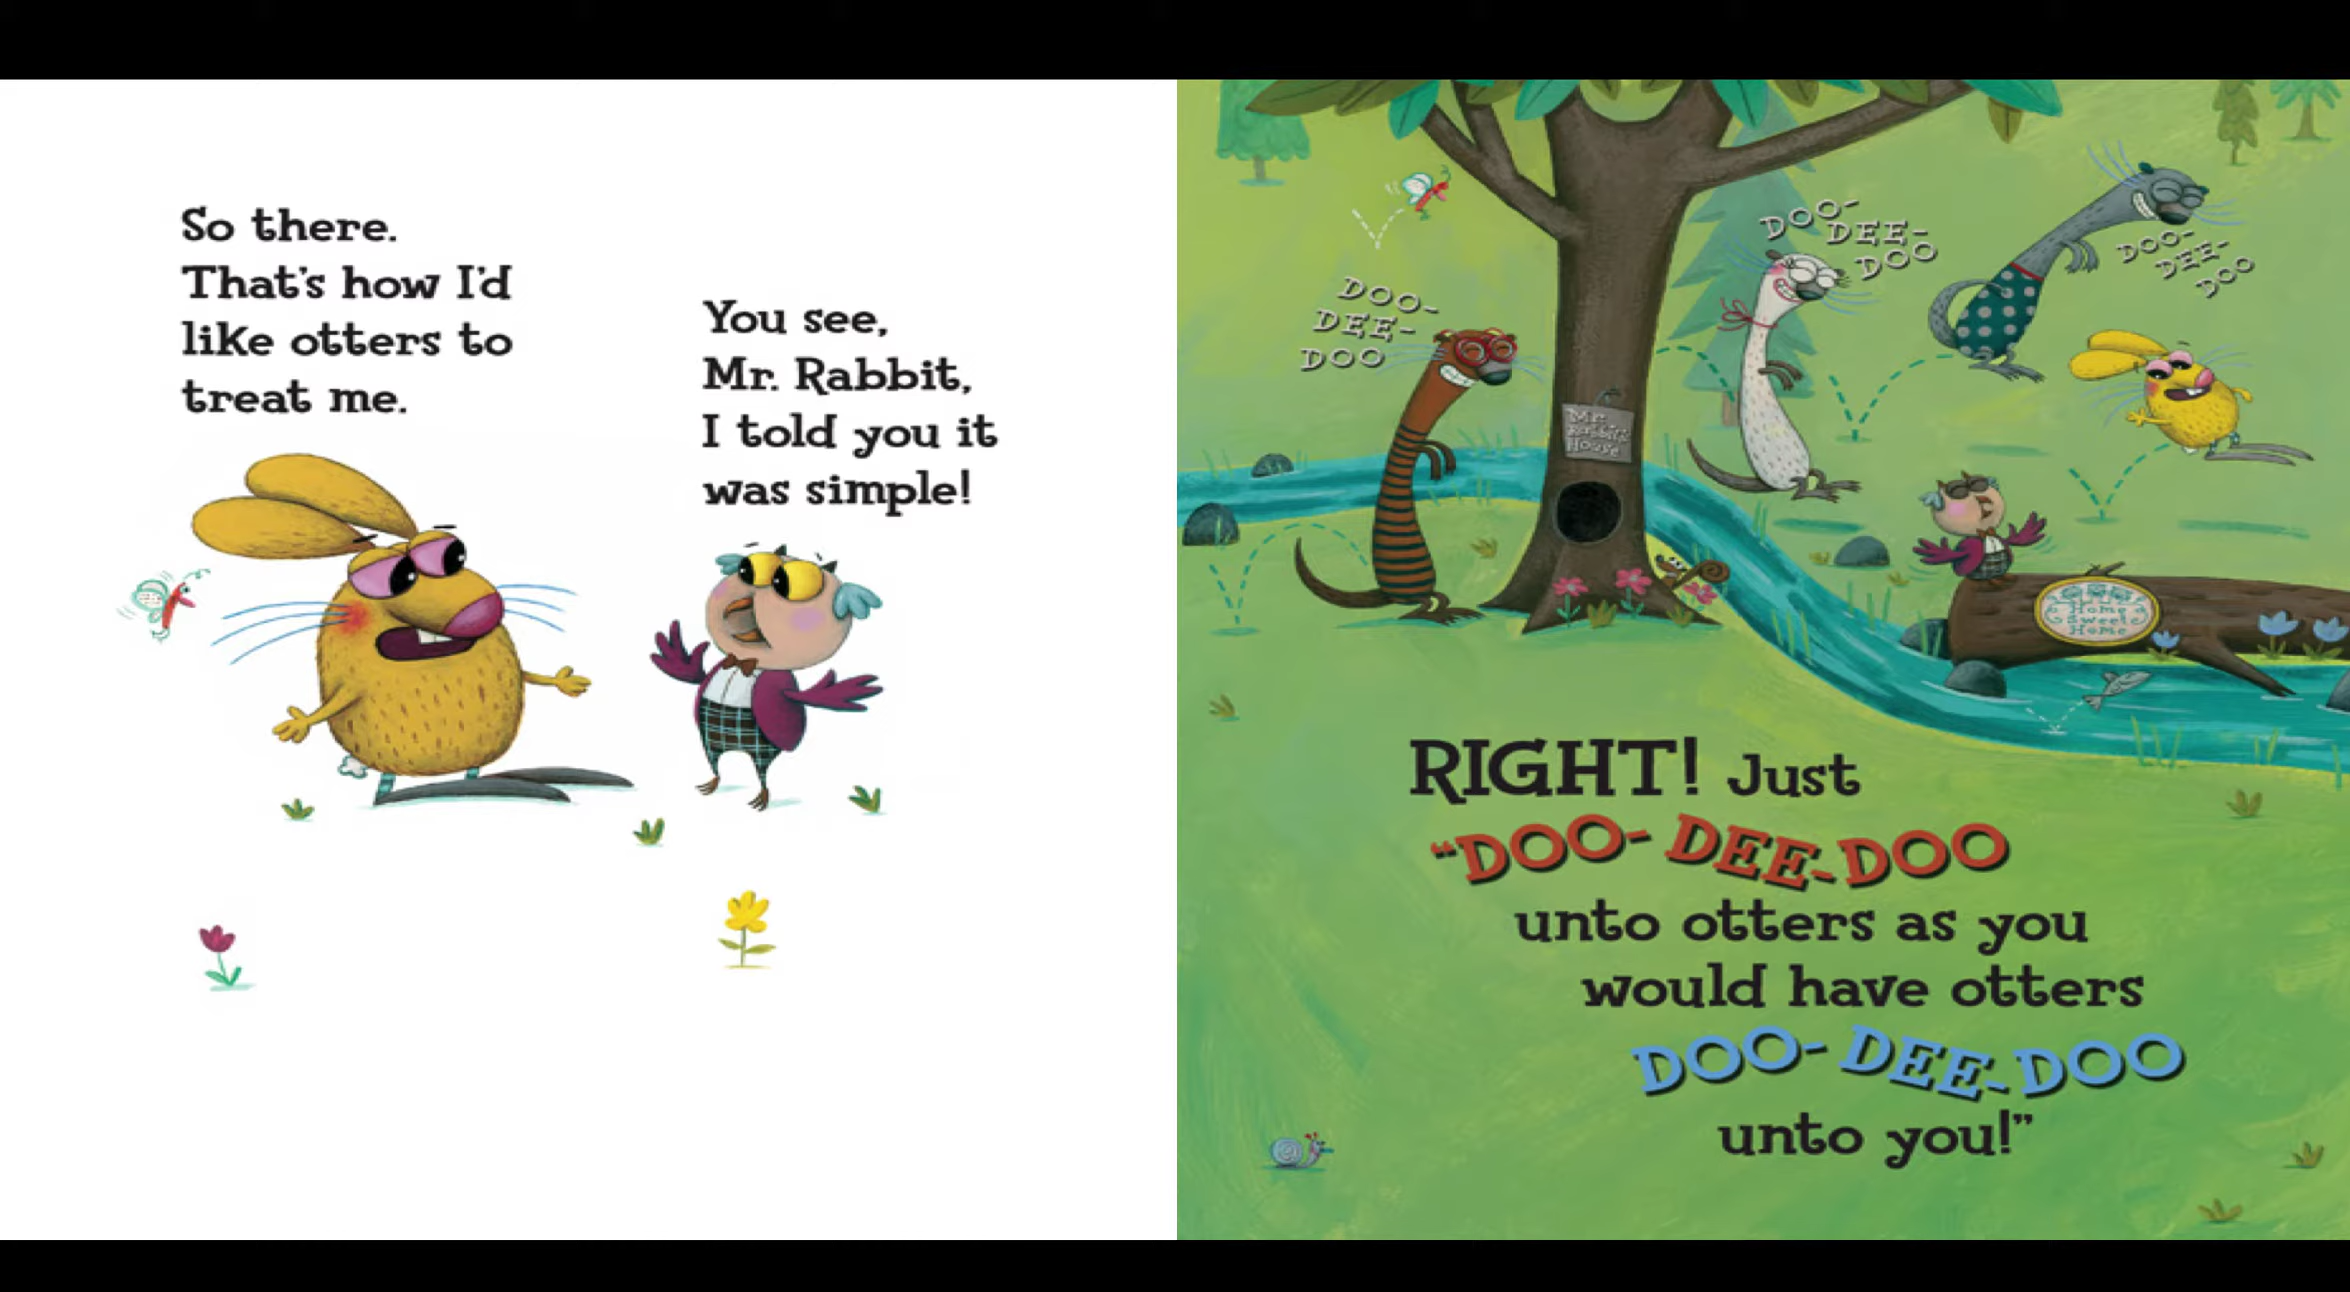 So there.
That's how I'd
like otters to
treat me.
You see,
Mr. Rabbit,
I told you it
was simple!
DOO-
DEE-
DOO
DOO-
DEE-
DOO
DOO-
DEE-
DOO
Mr.
Rabbit's
House
Home
Sweet
Home
RIGHT! Just
“DOO-DEE-DOO
unto otters as you
would have otters
DOO-DEE-DOO
unto you!”